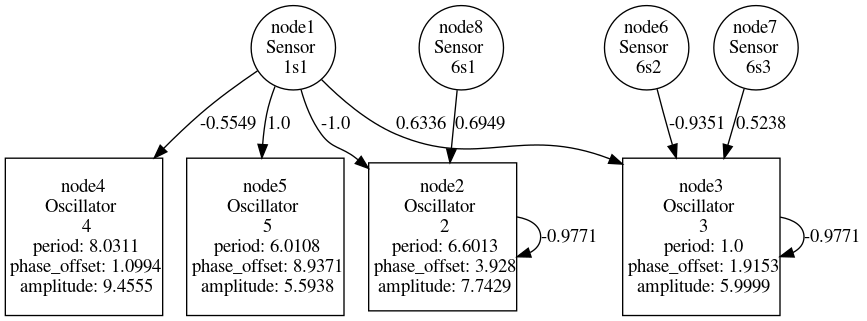 node1
Sensor
1s1
node8
Sensor
6s1
node6
Sensor
6s2
node7
Sensor
6s3
-0.5549
1.0
-1.0
0.6336
0.6949
-0.9351
0.5238
node4
Oscillator
4
period: 8.0311
phase_offset: 1.0994
amplitude: 9.4555
node5
Oscillator
5
period: 6.0108
phase_offset: 8.9371
amplitude: 5.5938
node2
Oscillator
2
period: 6.6013
phase_offset: 3.928
amplitude: 7.7429
-0.9771
node3
Oscillator
3
period: 1.0
phase_offset: 1.9153
amplitude: 5.9999
-0.9771